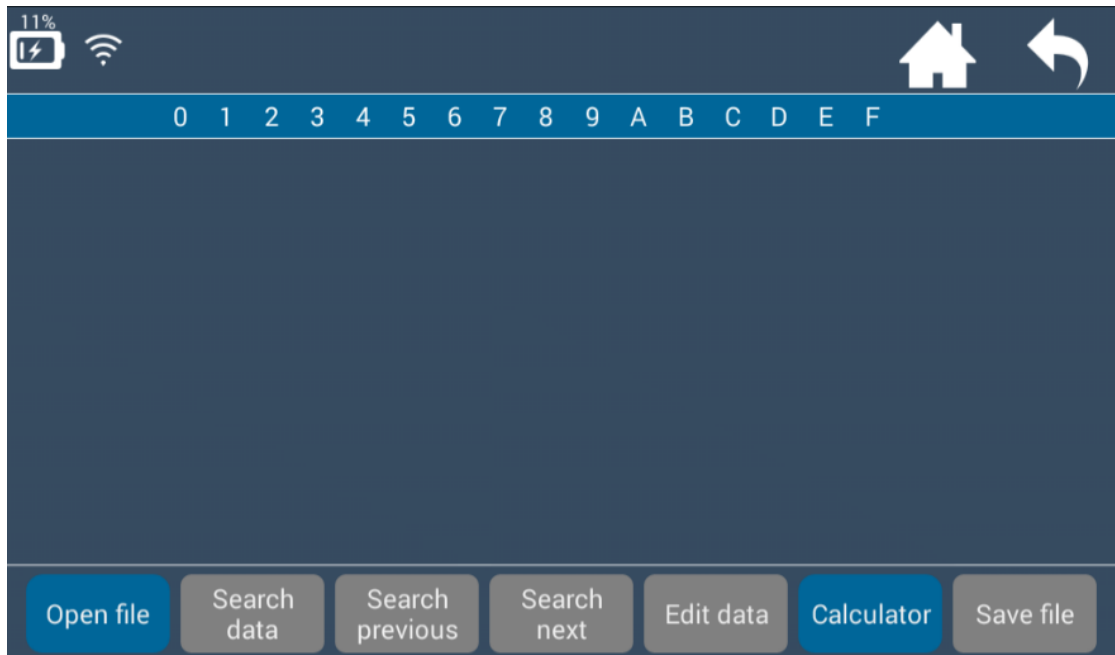 11%
0 1 2 3 4 5 6 7 8 9 A B C D E F
Open file
Search
data
Search
previous
Search
next
Edit data
Calculator
Save file